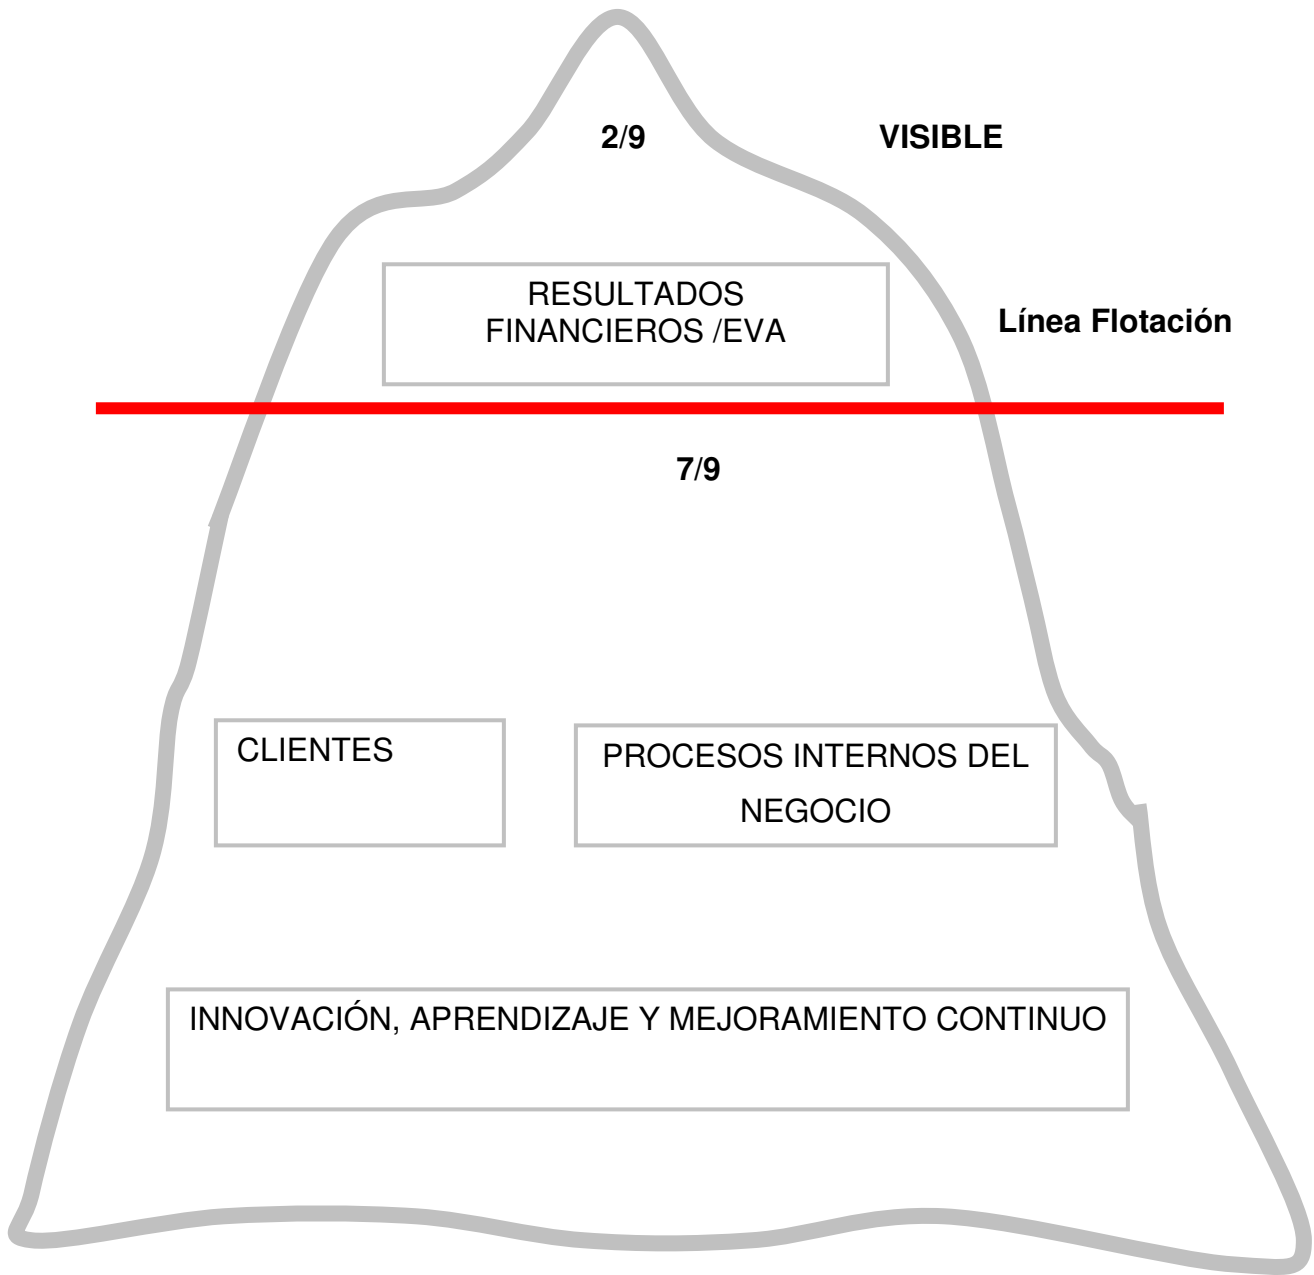 2/9
VISIBLE
RESULTADOS
FINANCIEROS /EVA
Línea Flotación
7/9
CLIENTES
PROCESOS INTERNOS DEL
NEGOCIO
INNOVACIÓN, APRENDIZAJE Y MEJORAMIENTO CONTINUO